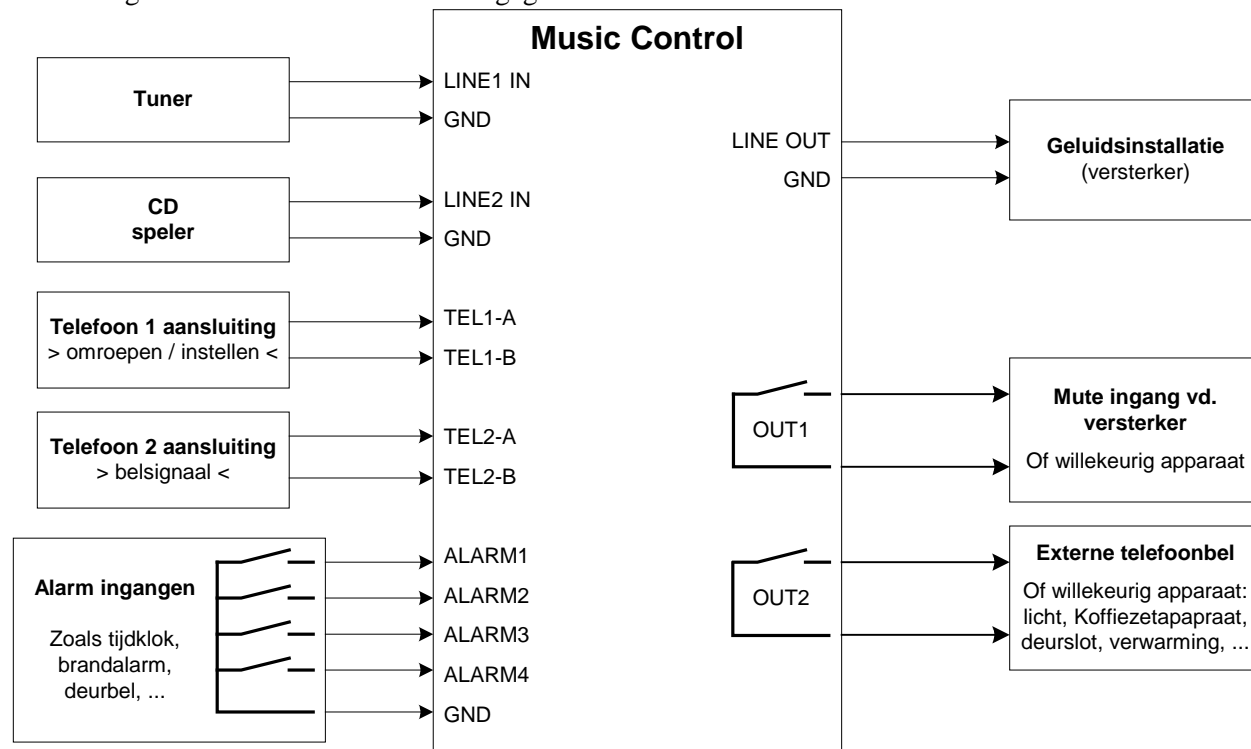 Music Control
Tuner
LINE1 IN
GND
CD
speler
LINE2 IN
GND
Telefoon 1 aansluiting
> omroepen / instellen <
TEL1-A
TEL1-B
Telefoon 2 aansluiting
> belsignaal <
TEL2-A
TEL2-B
Alarm ingangen
Zoals tijdklok,
brandalarm,
deurbel, ...
ALARM1
ALARM2
ALARM3
ALARM4
GND
LINE OUT
GND
Geluidsinstallatie
(versterker)
OUT1
Mute ingang vd.
versterker
Of willekeurig apparaat
OUT2
Externe telefoonbel
Of willekeurig apparaat:
licht, Koffiezetapapraat,
deurslot, verwarming, ...